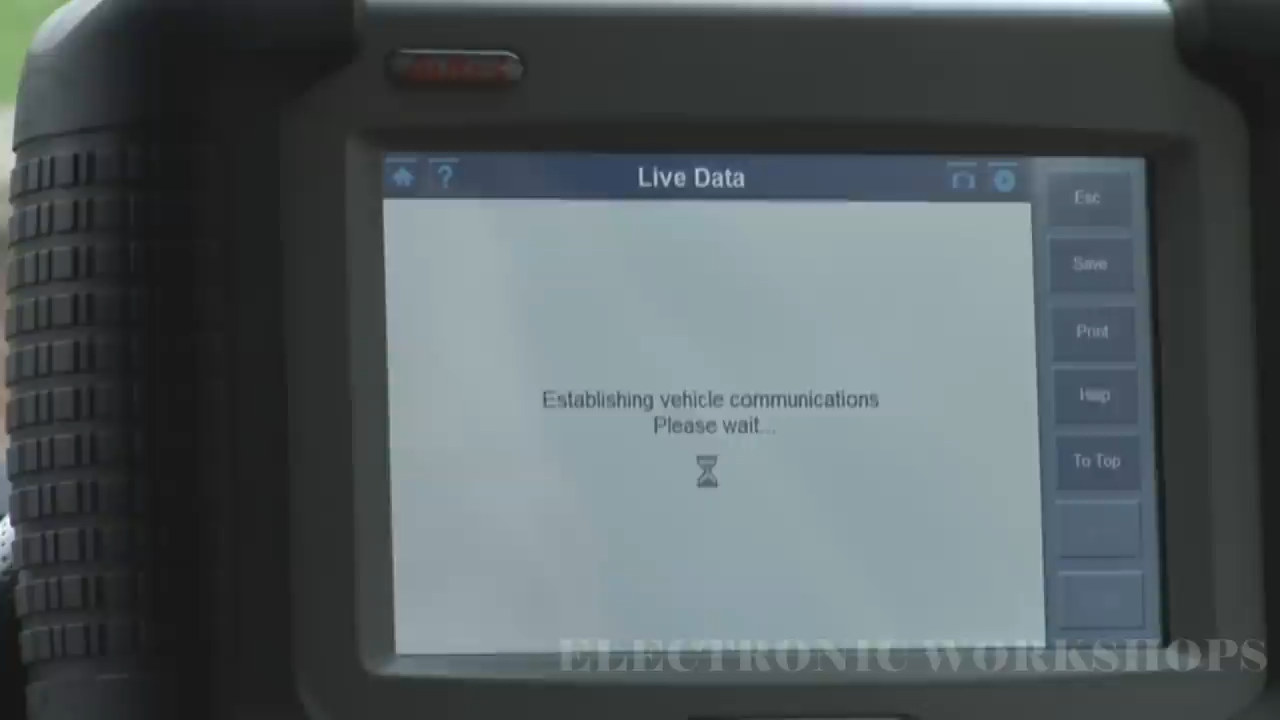 ? Live Data
Esc
Save
Print
Help
To Top
Establishing vehicle communications
Please wait...
ELECTRONIC WORKSHOPS